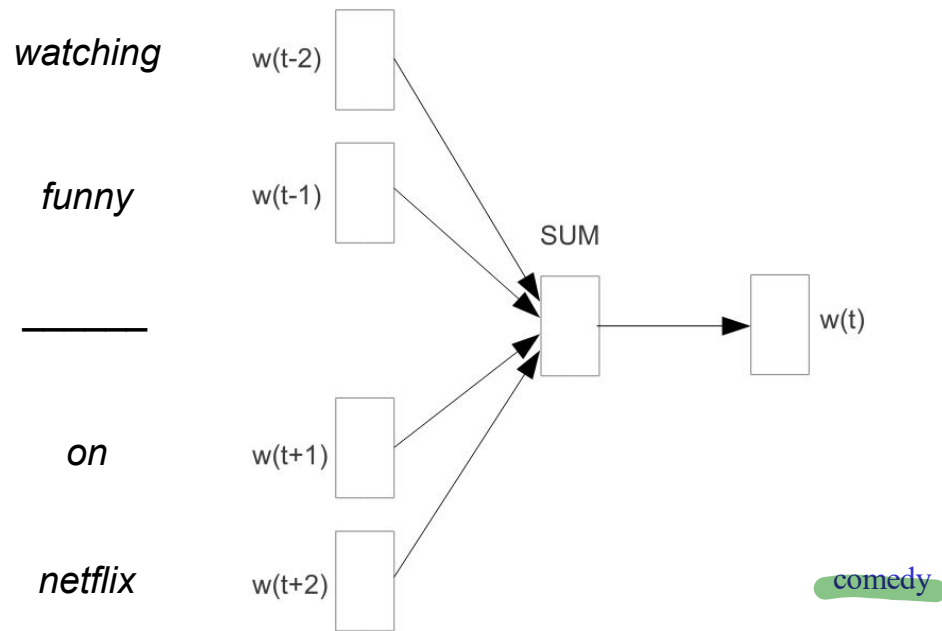 watching w(t-2)
funny w(t-1)
SUM
______
w(t)
on w(t+1)
netflix w(t+2)
comedy